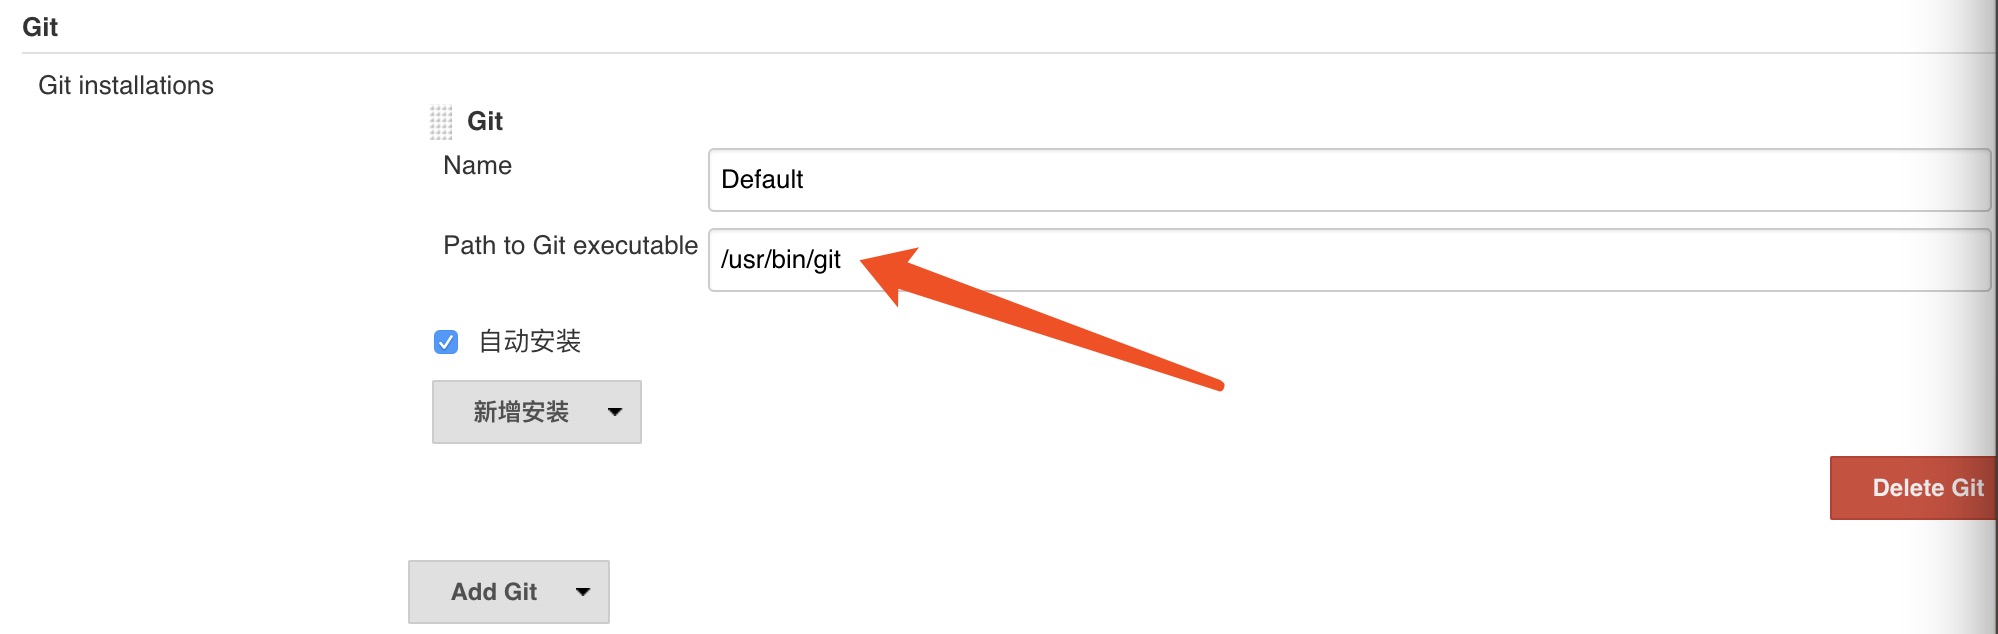 Git
Git installations
Git
Name
Default
Path to Git executable
/usr/bin/git
自动安装
新增安装
Delete Git
Add Git